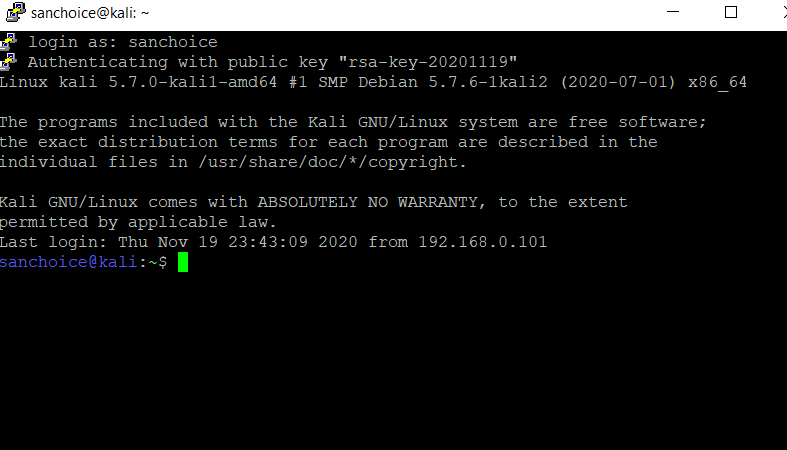 sanchoice@kali: ~
login as: sanchoice
Authenticating with public key "rsa-key-20201119"
Linux kali 5.7.0-kali1-amd64 #1 SMP Debian 5.7.6-1kali2 (2020-07-01) x86_64
The programs included with the Kali GNU/Linux system are free software;
the exact distribution terms for each program are described in the
individual files in /usr/share/doc/*/copyright.
Kali GNU/Linux comes with ABSOLUTELY NO WARRANTY, to the extent
permitted by applicable law.
Last login: Thu Nov 19 23:43:09 2020 from 192.168.0.101
sanchoice@kali:~$